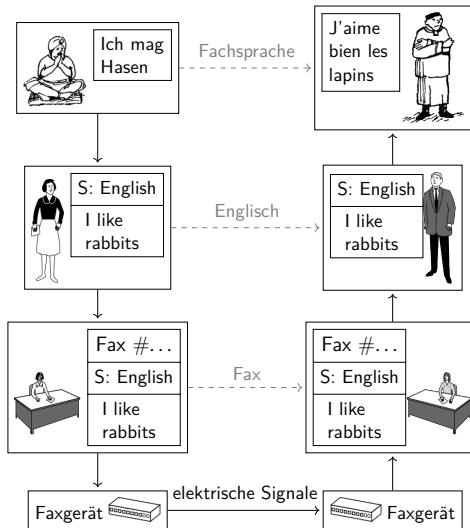 Ich mag
Hasen
Fachsprache
J'aime
bien les
lapins
S: English
I like
rabbits
Englisch
S: English
I like
rabbits
Fax #...
S: English
I like
rabbits
Fax
Fax #...
S: English
I like
rabbits
Faxgerät
elektrische Signale
Faxgerät